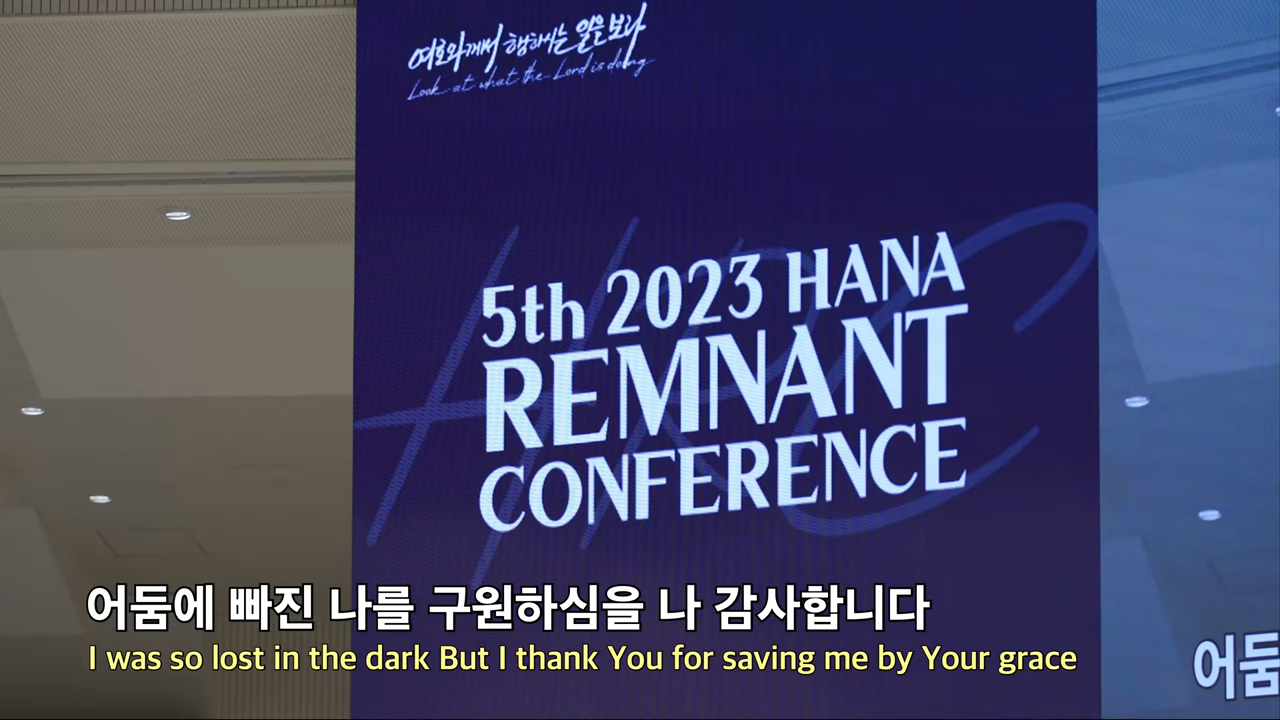 여호와께서 행하시는 일을 보라
Look at what the Lord is doing
5th 2023 HANA
REMNANT
CONFERENCE
어둠에 빠진 나를 구원하심을 나 감사합니다
I was so lost in the dark But I thank You for saving me by Your grace
어둠